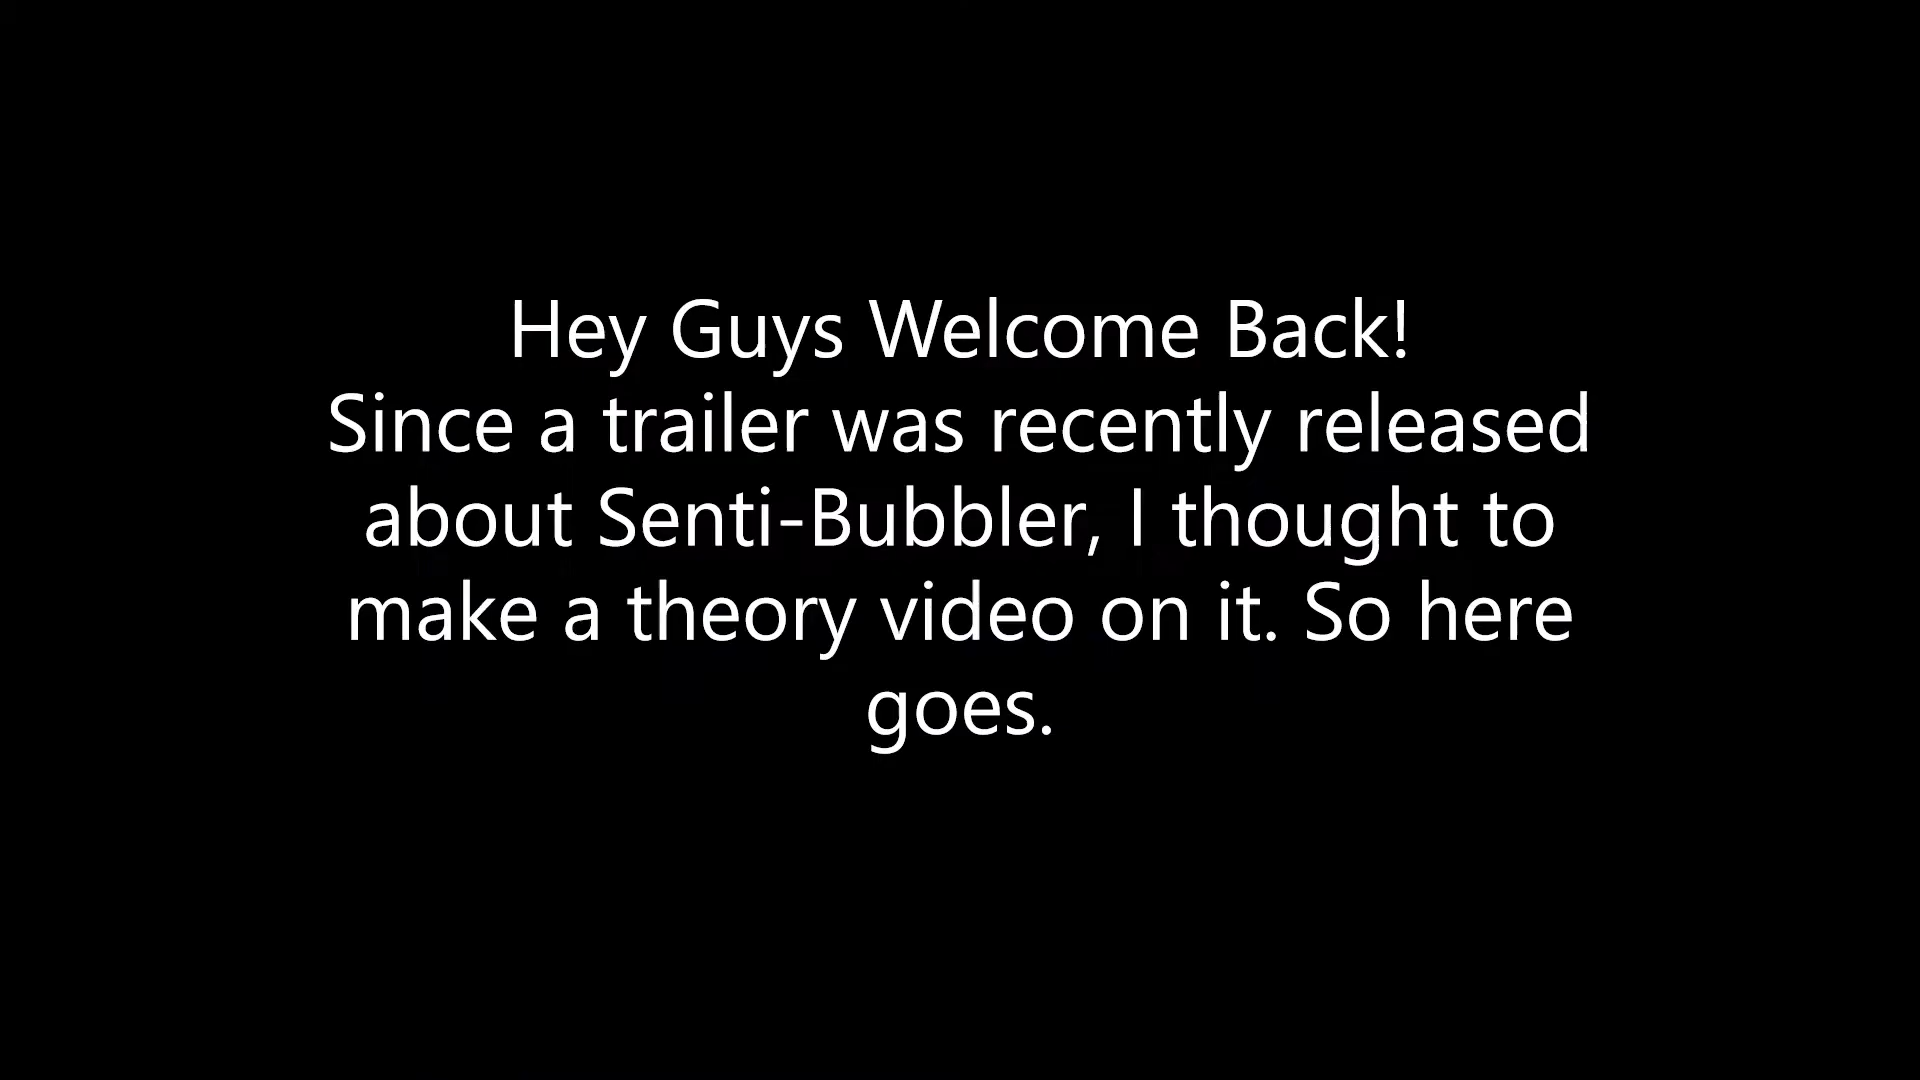 Hey Guys Welcome Back!
Since a trailer was recently released
about Senti-Bubbler, I thought to
make a theory video on it. So here
goes.